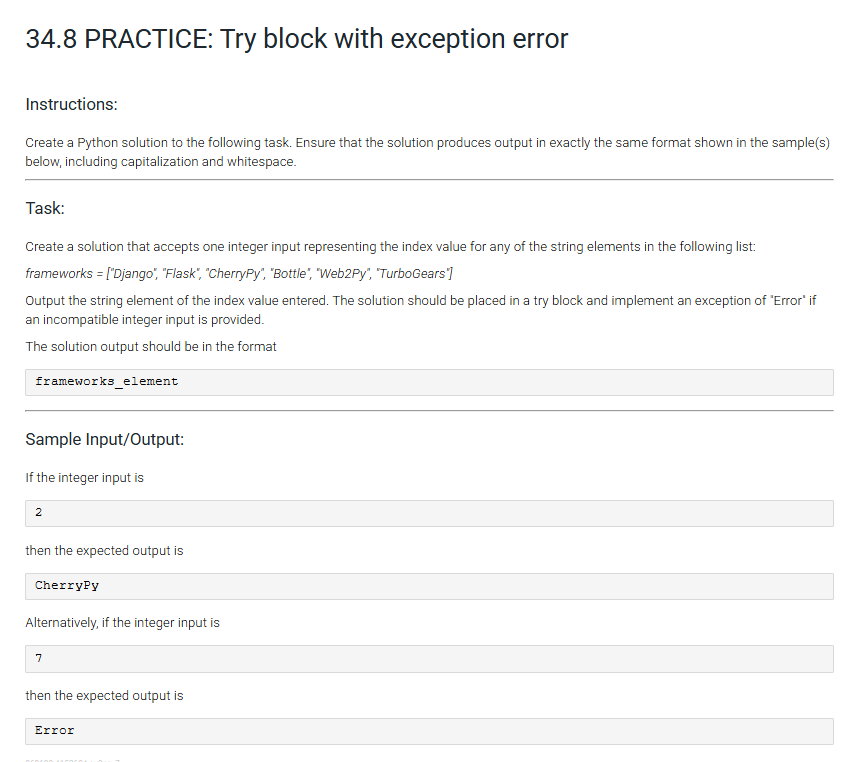 34.8 PRACTICE: Try block with exception error
Instructions:
Create a Python solution to the following task. Ensure that the solution produces output in exactly the same format shown in the sample(s)
below, including capitalization and whitespace.
Task:
Create a solution that accepts one integer input representing the index value for any of the string elements in the following list:
frameworks = ["Django", "Flask", "CherryPy", "Bottle", "Web2Py", "TurboGears"]
Output the string element of the index value entered. The solution should be placed in a try block and implement an exception of "Error" if
an incompatible integer input is provided.
The solution output should be in the format
frameworks_element
Sample Input/Output:
If the integer input is
2
then the expected output is
CherryPy
Alternatively, if the integer input is
7
then the expected output is
Error